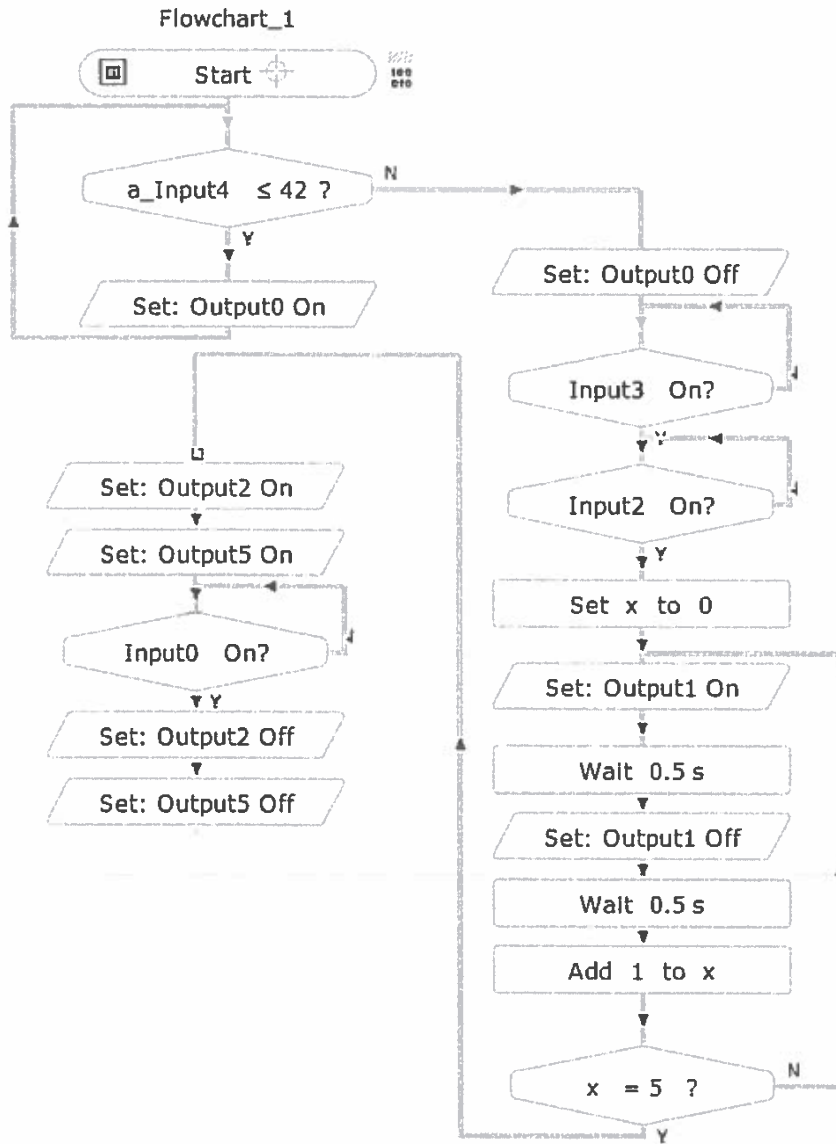 Flowchart_1
Start
a_Input4 ≤ 42 ?
N
Y
Set: Output0 On
Set: Output0 Off
Input3 On?
Y
Input2 On?
Y
Set x to 0
Set: Output1 On
Wait 0.5 s
Set: Output1 Off
Wait 0.5 s
Add 1 to x
x = 5 ?
N
Y
Set: Output2 On
Set: Output5 On
Input0 On?
Y
Set: Output2 Off
Set: Output5 Off